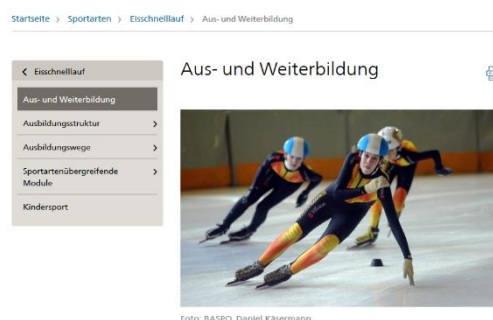 Startseite > Sportarten > Eisschnelllauf > Aus- und Weiterbildung
< Eisschnelllauf
Aus- und Weiterbildung
Ausbildungsstruktur >
Ausbildungswege >
Sportartenübergreifende >
Module
Kindersport
Aus- und Weiterbildung
Foto: BASPO, Daniel Käsermann